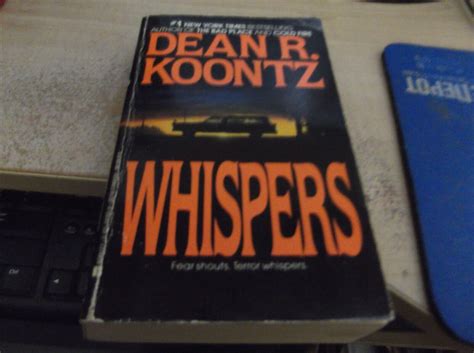 #1 NEW YORK TIMES BESTSELLING
AUTHOR OF THE BAD PLACE AND COLD FIRE
DEAN R.
KOONTZ
WHISPERS
Fear shouts. Terror whispers.
DEPOT